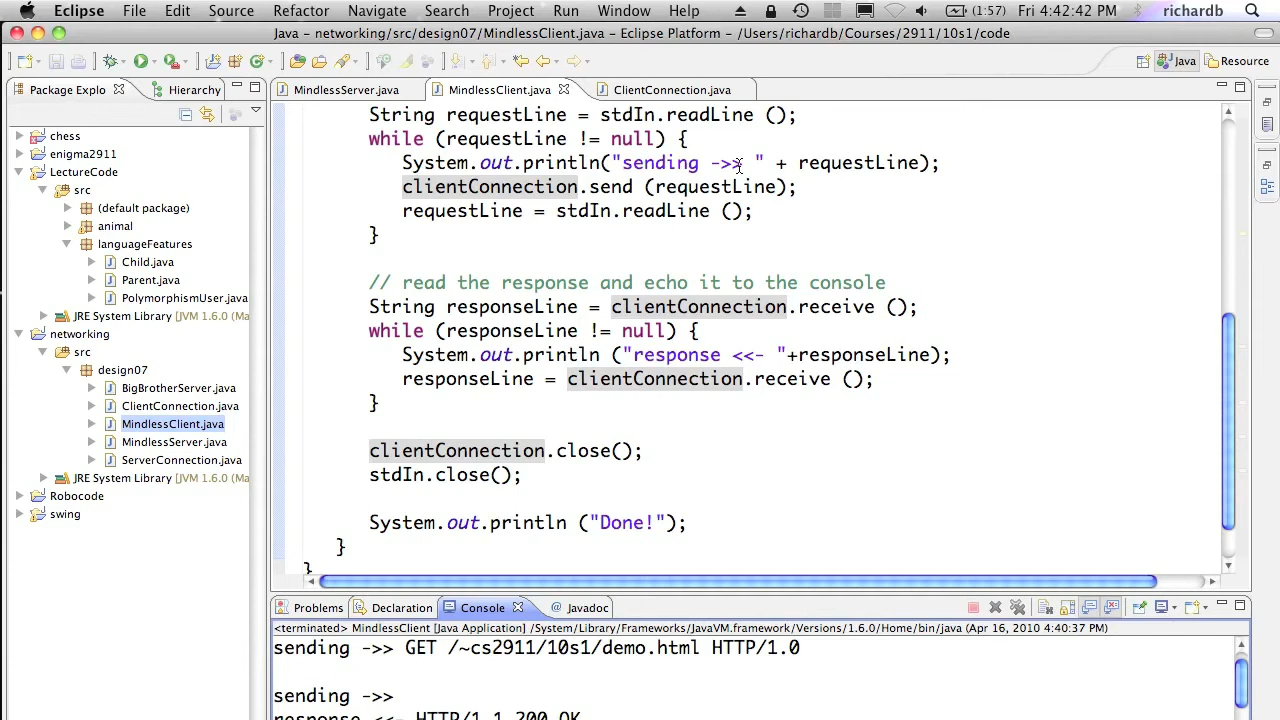 Eclipse File Edit Source Refactor Navigate Search Project Run Window Help (1:57) Fri 4:42:42 PM richardb
Java – networking/src/design07/MindlessClient.java – Eclipse Platform – /Users/richardb/Courses/2911/10s1/code
Java Resource
Package Explo Hierarchy
chess
enigma2911
LectureCode
src
(default package)
animal
languageFeatures
Child.java
Parent.java
PolymorphismUser.java
JRE System Library [JVM 1.6.0 (Ma
networking
src
design07
BigBrotherServer.java
ClientConnection.java
MindlessClient.java
MindlessServer.java
ServerConnection.java
JRE System Library [JVM 1.6.0 (Ma
Robocode
swing
MindlessServer.java MindlessClient.java ClientConnection.java
String requestLine = stdIn.readLine ();
while (requestLine != null) {
System.out.println("sending ->> " + requestLine);
clientConnection.send (requestLine);
requestLine = stdIn.readLine ();
}
// read the response and echo it to the console
String responseLine = clientConnection.receive ();
while (responseLine != null) {
System.out.println ("response <<- "+responseLine);
responseLine = clientConnection.receive ();
}
clientConnection.close();
stdIn.close();
System.out.println ("Done!");
}
}
Problems Declaration Console @ Javadoc
<terminated> MindlessClient [Java Application] /System/Library/Frameworks/JavaVM.framework/Versions/1.6.0/Home/bin/java (Apr 16, 2010 4:40:37 PM)
sending ->> GET /~cs2911/10s1/demo.html HTTP/1.0
sending ->>
response <<- HTTP/1.1 200 OK